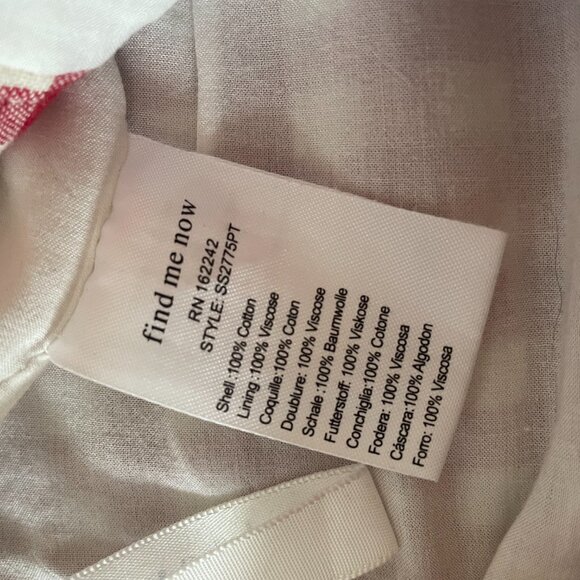 find me now
RN 162242
STYLE: SS2775PT
Shell :100% Cotton
Lining :100% Viscose
Coquille:100% Coton
Doublure: 100% Viscose
Schale :100% Baumwolle
Futterstoff: 100% Viskose
Conchiglia:100% Cotone
Fodera: 100% Viscosa
Cáscara:100% Algodon
Forro: 100% Viscosa